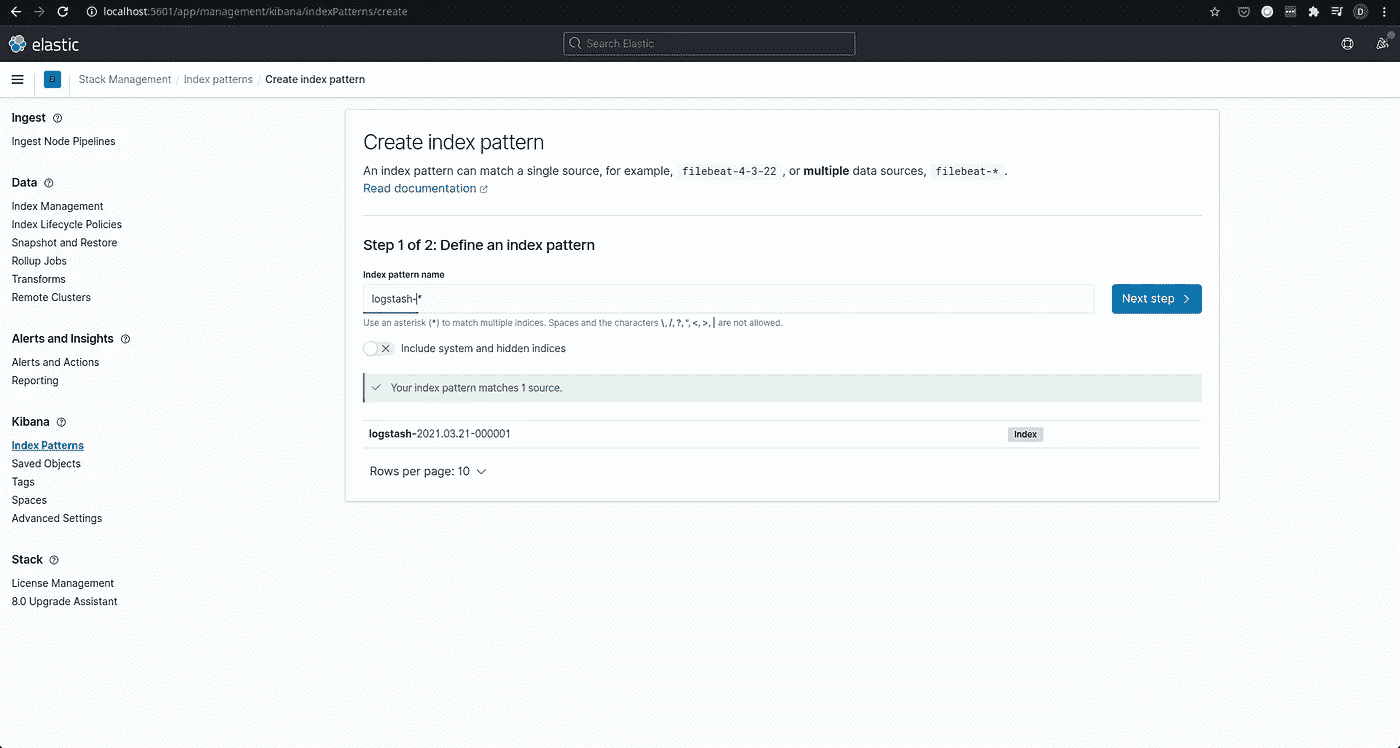 localhost:5601/app/management/kibana/indexPatterns/create
D
elastic
Search Elastic
B
Stack Management / Index patterns / Create index pattern
Ingest
Ingest Node Pipelines
Data
Index Management
Index Lifecycle Policies
Snapshot and Restore
Rollup Jobs
Transforms
Remote Clusters
Alerts and Insights
Alerts and Actions
Reporting
Kibana
Index Patterns
Saved Objects
Tags
Spaces
Advanced Settings
Stack
License Management
8.0 Upgrade Assistant
Create index pattern
An index pattern can match a single source, for example, filebeat-4-3-22 , or multiple data sources, filebeat-* .
Read documentation
Step 1 of 2: Define an index pattern
Index pattern name
logstash-*
Next step
Use an asterisk (*) to match multiple indices. Spaces and the characters \, /, ?, ", <, >, | are not allowed.
Include system and hidden indices
Your index pattern matches 1 source.
logstash-2021.03.21-000001
Index
Rows per page: 10